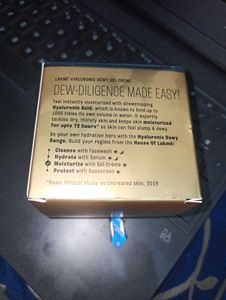 LAKMÉ HYALURONIC DEWY GEL CRÈME
DEW-DILIGENCE MADE EASY!
Feel instantly moisturized with showstopping
Hyaluronic Acid, which is known to bind up to
1000 times its own volume in water. It expertly
tackles dry, thirsty skin and keeps skin moisturized
for upto 72 hours* so skin can feel plump & dewy.
Be your own hydration hero with the Hyaluronic Dewy
Range. Build your regime from the House Of Lakmé:
Cleanse with Facewash
Hydrate with Serum
Moisturize with Gel Crème
Protect with Sunscreen
*Basis Clinical study vs Untreated skin, 2019